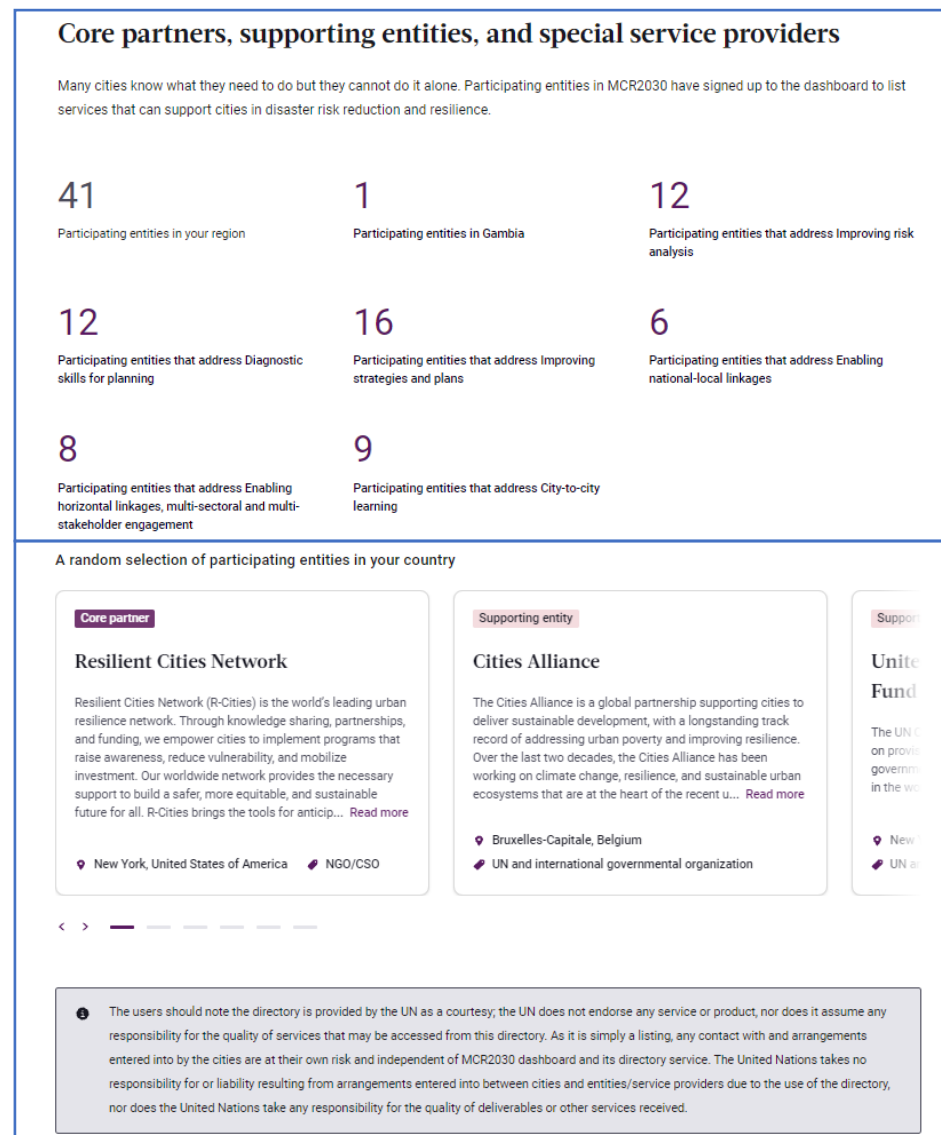 Core partners, supporting entities, and special service providers
Many cities know what they need to do but they cannot do it alone. Participating entities in MCR2030 have signed up to the dashboard to list
services that can support cities in disaster risk reduction and resilience.
41
Participating entities in your region
1
Participating entities in Gambia
12
Participating entities that address Improving risk
analysis
12
Participating entities that address Diagnostic
skills for planning
16
Participating entities that address Improving
strategies and plans
6
Participating entities that address Enabling
national-local linkages
8
Participating entities that address Enabling
horizontal linkages, multi-sectoral and multi-
stakeholder engagement
9
Participating entities that address City-to-city
learning
A random selection of participating entities in your country
Core partner
Resilient Cities Network
Resilient Cities Network (R-Cities) is the world's leading urban
resilience network. Through knowledge sharing, partnerships,
and funding, we empower cities to implement programs that
raise awareness, reduce vulnerability, and mobilize
investment. Our worldwide network provides the necessary
support to build a safer, more equitable, and sustainable
future for all. R-Cities brings the tools for anticip... Read more
New York, United States of America NGO/CSO
Supporting entity
Cities Alliance
The Cities Alliance is a global partnership supporting cities to
deliver sustainable development, with a longstanding track
record of addressing urban poverty and improving resilience.
Over the last two decades, the Cities Alliance has been
working on climate change, resilience, and sustainable urban
ecosystems that are at the heart of the recent u... Read more
Bruxelles-Capitale, Belgium
UN and international governmental organization
Suppor
Unite
Fund
The UN C
on provis
governm
in the wo
New
UN a
The users should note the directory is provided by the UN as a courtesy; the UN does not endorse any service or product, nor does it assume any
responsibility for the quality of services that may be accessed from this directory. As it is simply a listing, any contact with and arrangements
entered into by the cities are at their own risk and independent of MCR2030 dashboard and its directory service. The United Nations takes no
responsibility for or liability resulting from arrangements entered into between cities and entities/service providers due to the use of the directory,
nor does the United Nations take any responsibility for the quality of deliverables or other services received.